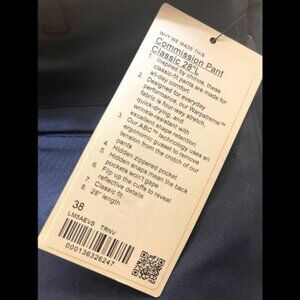 WHY WE MADE THIS
Commission Pant
Classic 28"L
1. Inspired by chinos, these
classic-fit pants are made for
all-day comfort
2. Designed for everyday
performance, our Warpstreme™
fabric is four-way stretch,
quick-drying, and
wrinkle-resistant with
excellent shape retention
3. Our ABC™ technology uses an
ergonomic gusset to remove
tension from the crotch of our
pants
4. Hidden zippered pocket
5. Hidden snaps mean the back
pockets won't gape
6. Flip up the cuffs to reveal
reflective details
7. Classic fit
8. 28" length
38
LM5AEVS TRNV
000136326247